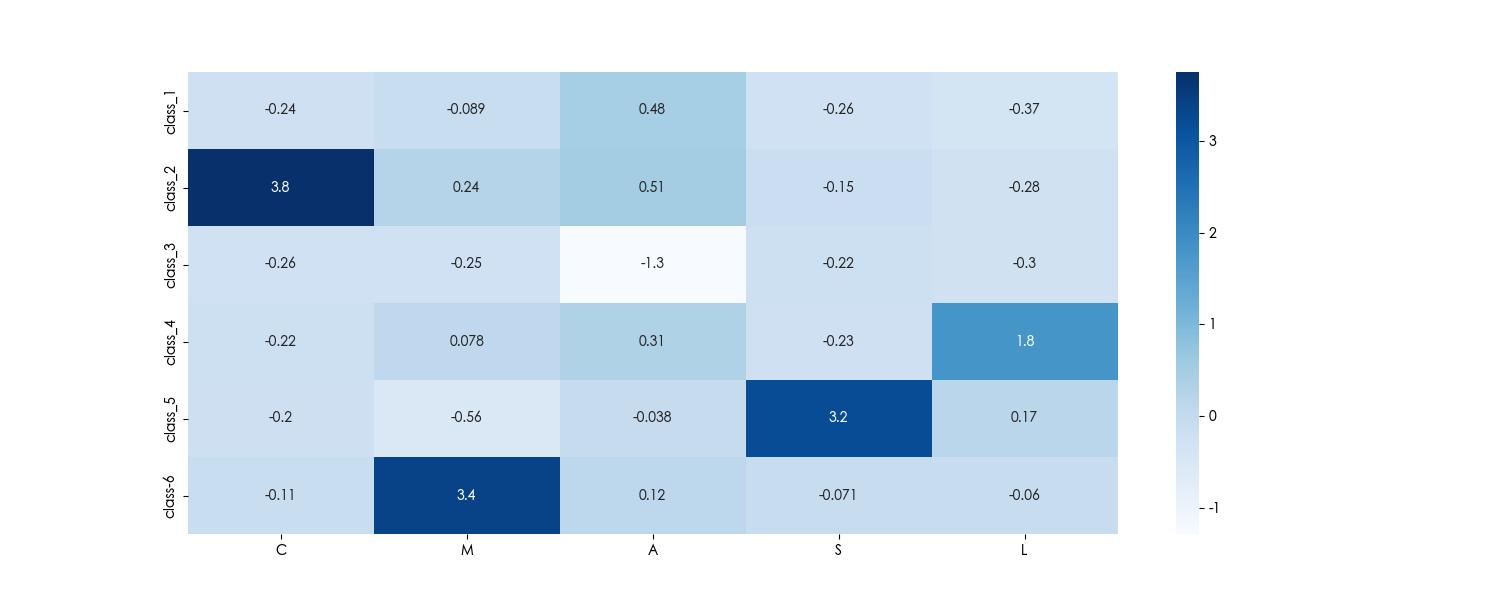 class_1 -0.24 -0.089 0.48 -0.26 -0.37
class_2 3.8 0.24 0.51 -0.15 -0.28
class_3 -0.26 -0.25 -1.3 -0.22 -0.3
class_4 -0.22 0.078 0.31 -0.23 1.8
class_5 -0.2 -0.56 -0.038 3.2 0.17
class-6 -0.11 3.4 0.12 -0.071 -0.06
C M A S L
3
2
1
0
-1